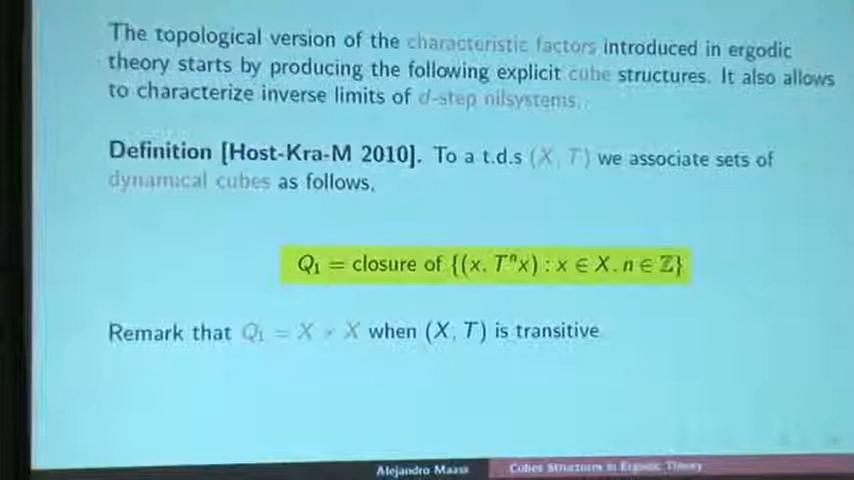 The topological version of the characteristic factors introduced in ergodic
theory starts by producing the following explicit cube structures. It also allows
to characterize inverse limits of d-step nilsystems.
Definition [Host-Kra-M 2010]. To a t.d.s (X, T) we associate sets of
dynamical cubes as follows,
Q₁ = closure of {(x, Tⁿx) : x ∈ X, n ∈ ℤ}
Remark that Q₁ = X × X when (X, T) is transitive
Alejandro Maass
Cubes Structures in Ergodic Theory